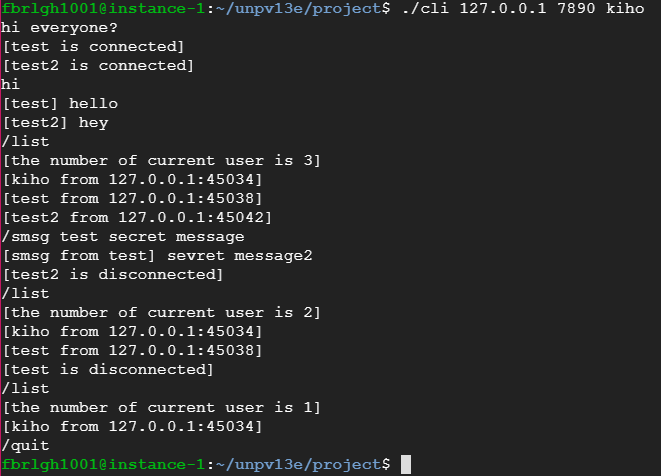 fbrlgh1001@instance-1:~/unpv13e/project$ ./cli 127.0.0.1 7890 kiho
hi everyone?
[test is connected]
[test2 is connected]
hi
[test] hello
[test2] hey
/list
[the number of current user is 3]
[kiho from 127.0.0.1:45034]
[test from 127.0.0.1:45038]
[test2 from 127.0.0.1:45042]
/smsg test secret message
[smsg from test] sevret message2
[test2 is disconnected]
/list
[the number of current user is 2]
[kiho from 127.0.0.1:45034]
[test from 127.0.0.1:45038]
[test is disconnected]
/list
[the number of current user is 1]
[kiho from 127.0.0.1:45034]
/quit
fbrlgh1001@instance-1:~/unpv13e/project$